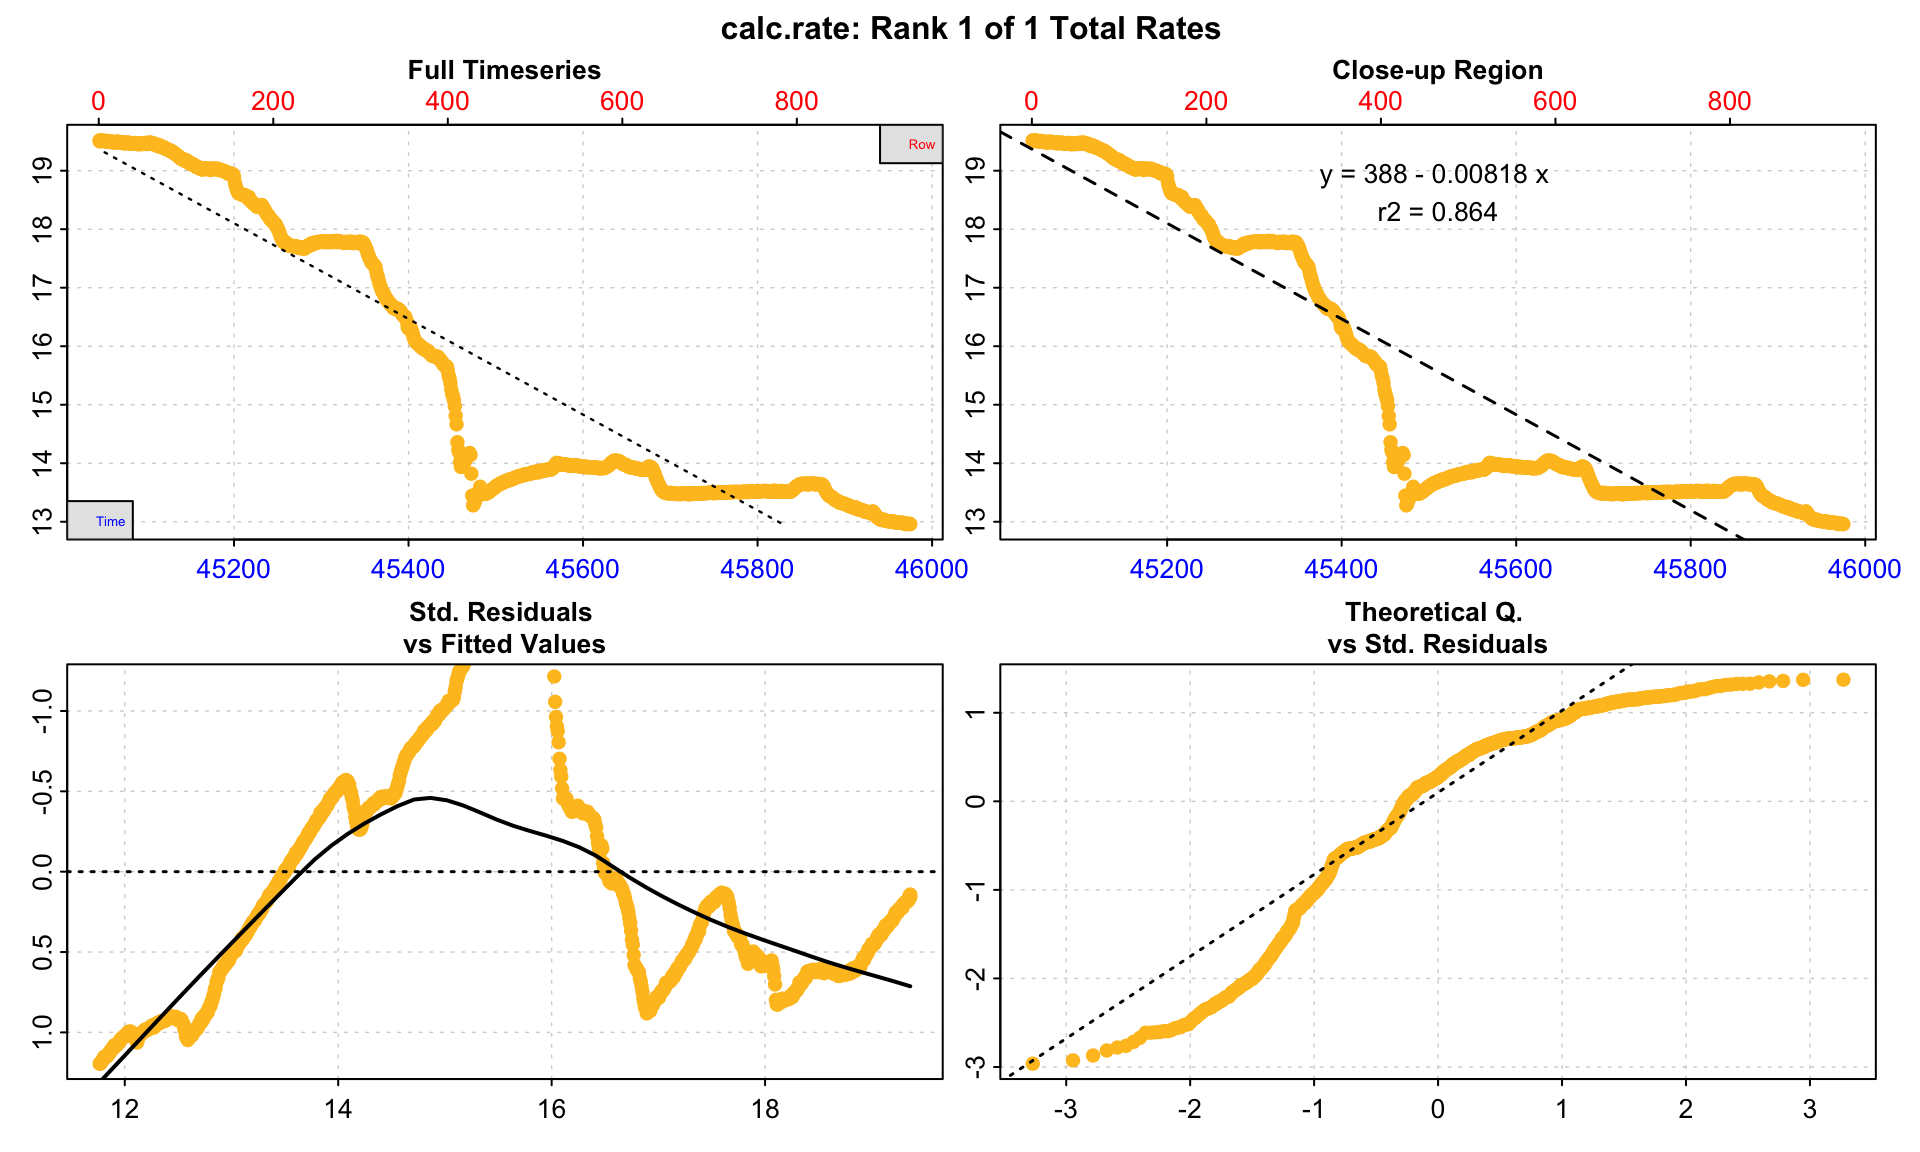 calc.rate: Rank 1 of 1 Total Rates
Full Timeseries
0 200 400 600 800
Row
19
18
17
16
15
14
13
Time
45200 45400 45600 45800 46000
Close-up Region
0 200 400 600 800
y = 388 - 0.00818 x
r2 = 0.864
19
18
17
16
15
14
13
45200 45400 45600 45800 46000
Std. Residuals
vs Fitted Values
-1.0
-0.5
0.0
0.5
1.0
12 14 16 18
Theoretical Q.
vs Std. Residuals
1
0
-1
-2
-3
-3 -2 -1 0 1 2 3